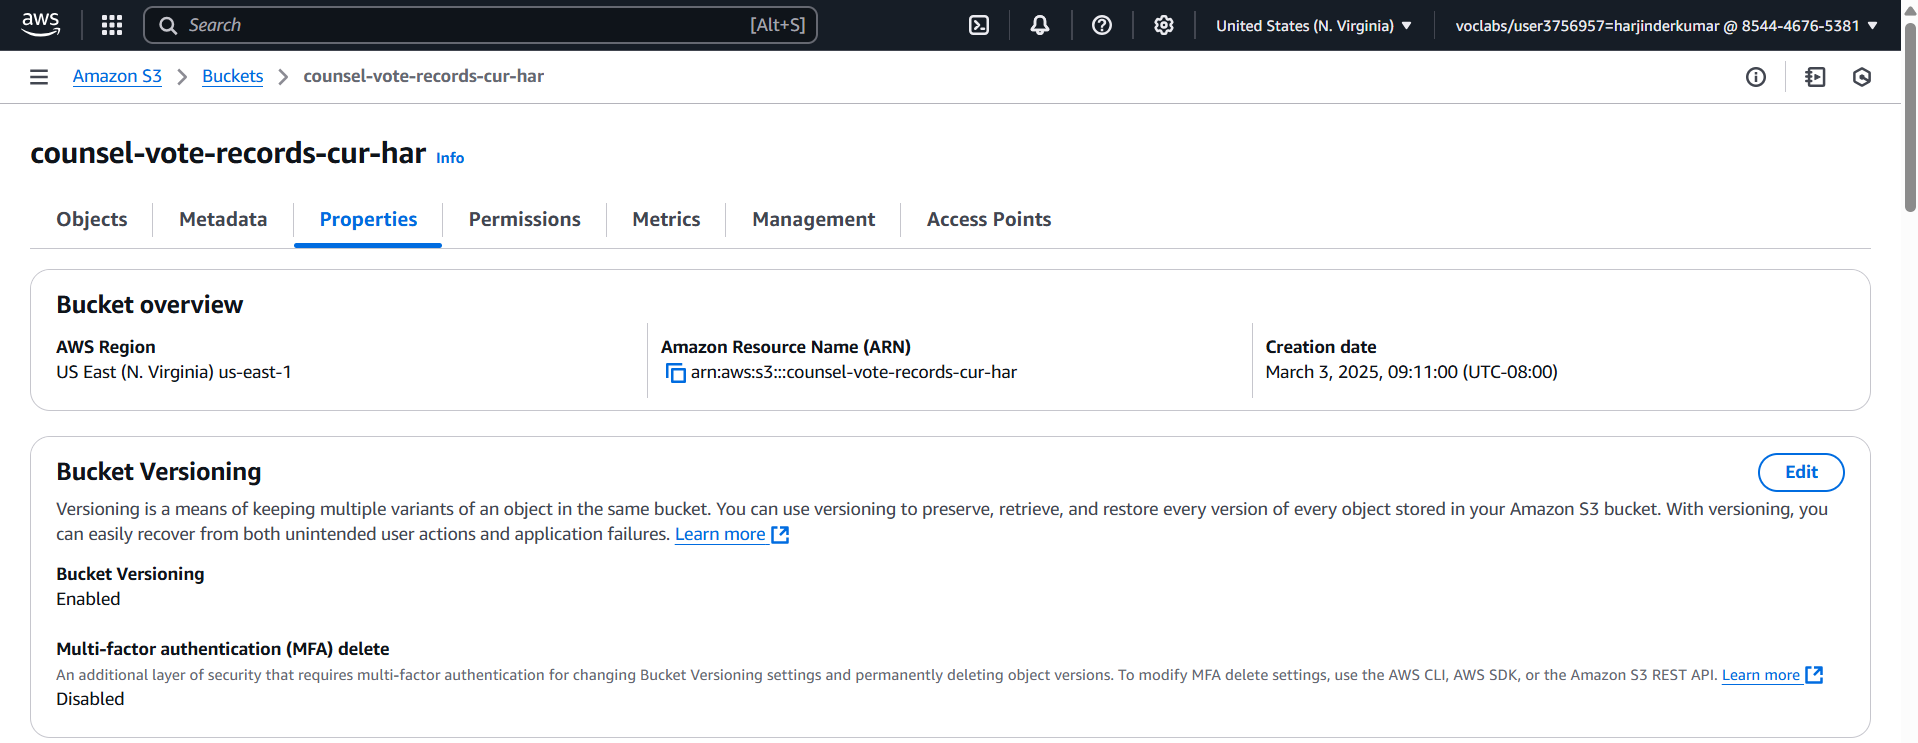 aws
Search [Alt+S]
United States (N. Virginia)
voclabs/user3756957=harjinderkumar @ 8544-4676-5381
Amazon S3
Buckets
counsel-vote-records-cur-har
counsel-vote-records-cur-har Info
Objects
Metadata
Properties
Permissions
Metrics
Management
Access Points
Bucket overview
AWS Region
US East (N. Virginia) us-east-1
Amazon Resource Name (ARN)
arn:aws:s3:::counsel-vote-records-cur-har
Creation date
March 3, 2025, 09:11:00 (UTC-08:00)
Bucket Versioning
Edit
Versioning is a means of keeping multiple variants of an object in the same bucket. You can use versioning to preserve, retrieve, and restore every version of every object stored in your Amazon S3 bucket. With versioning, you
can easily recover from both unintended user actions and application failures. Learn more
Bucket Versioning
Enabled
Multi-factor authentication (MFA) delete
An additional layer of security that requires multi-factor authentication for changing Bucket Versioning settings and permanently deleting object versions. To modify MFA delete settings, use the AWS CLI, AWS SDK, or the Amazon S3 REST API. Learn more
Disabled